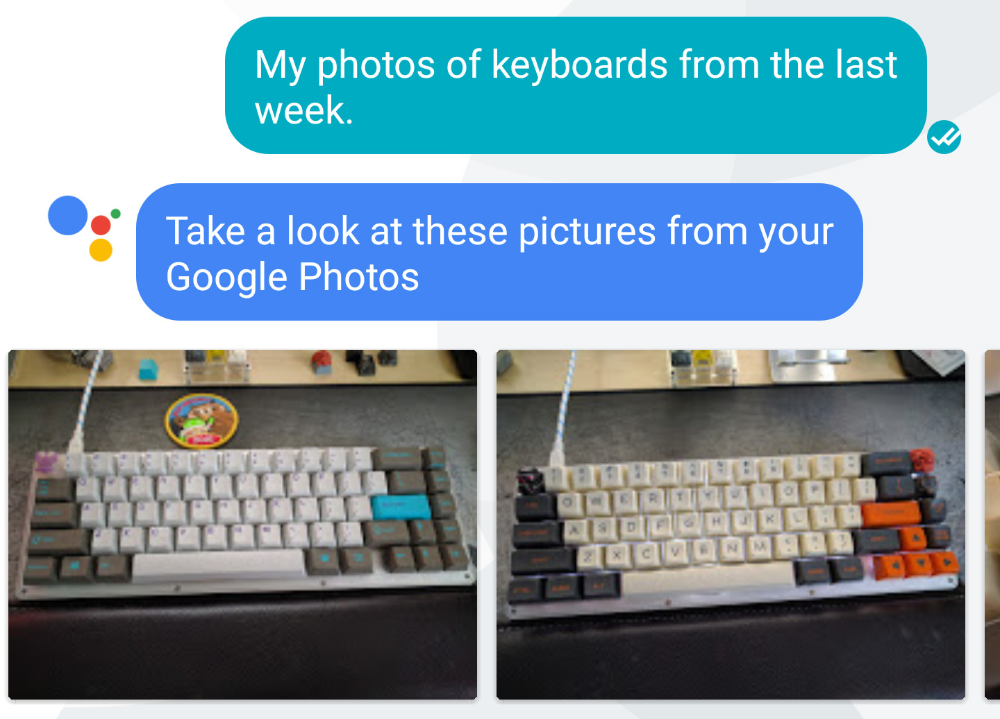 My photos of keyboards from the last
week.
Take a look at these pictures from your
Google Photos
Q W E R T Y U I O P
A S D F G H J K L
Z X C V B N M